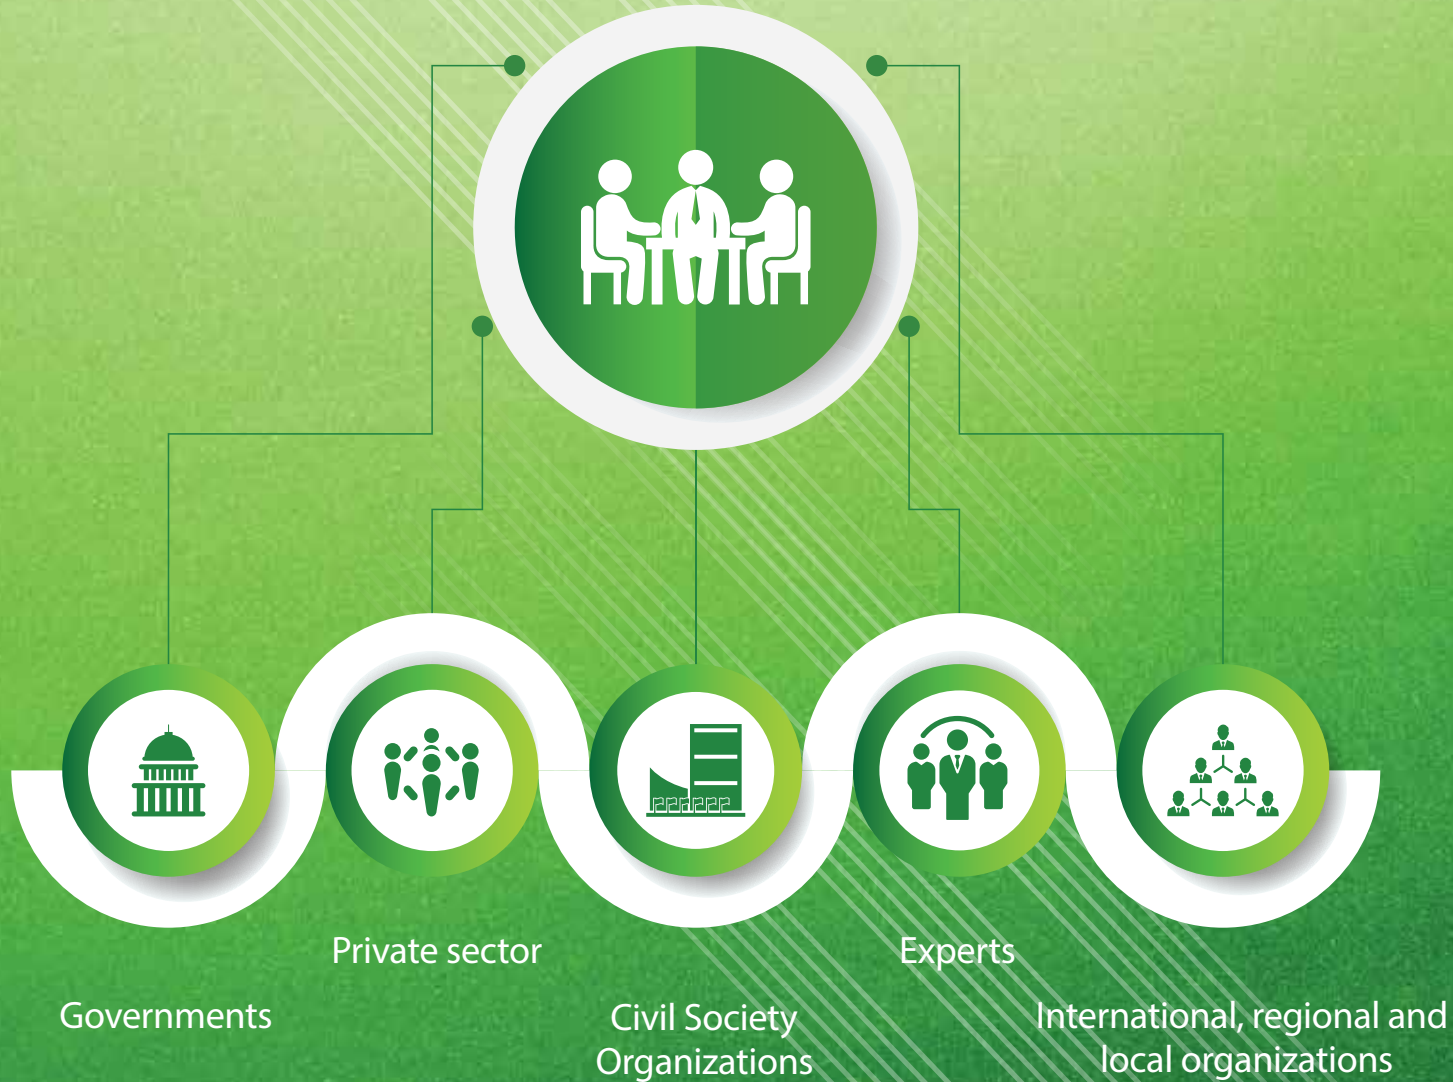 Private sector
Experts
Governments
Civil Society
Organizations
International, regional and
local organizations